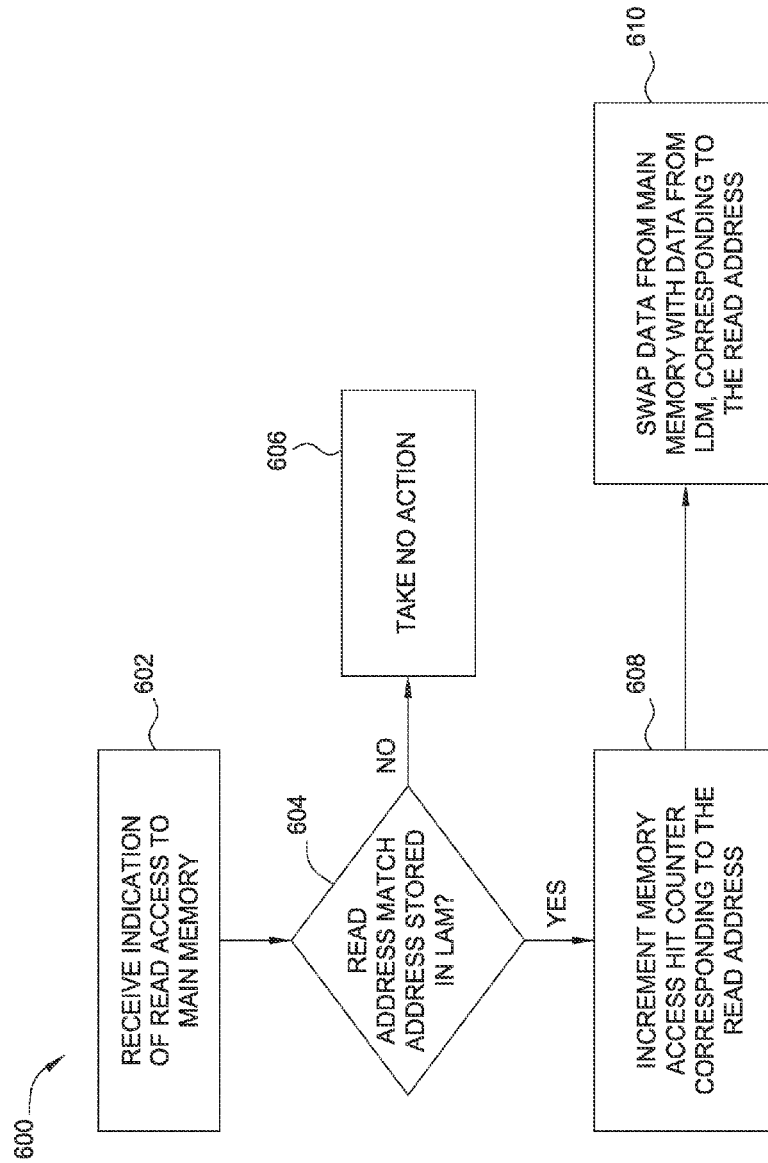 600
602
RECEIVE INDICATION
OF READ ACCESS TO
MAIN MEMORY
604
READ
ADDRESS MATCH
ADDRESS STORED
IN LAM?
NO
606
TAKE NO ACTION
YES
608
INCREMENT MEMORY
ACCESS HIT COUNTER
CORRESPONDING TO THE
READ ADDRESS
610
SWAP DATA FROM MAIN
MEMORY WITH DATA FROM
LDM, CORRESPONDING TO
THE READ ADDRESS